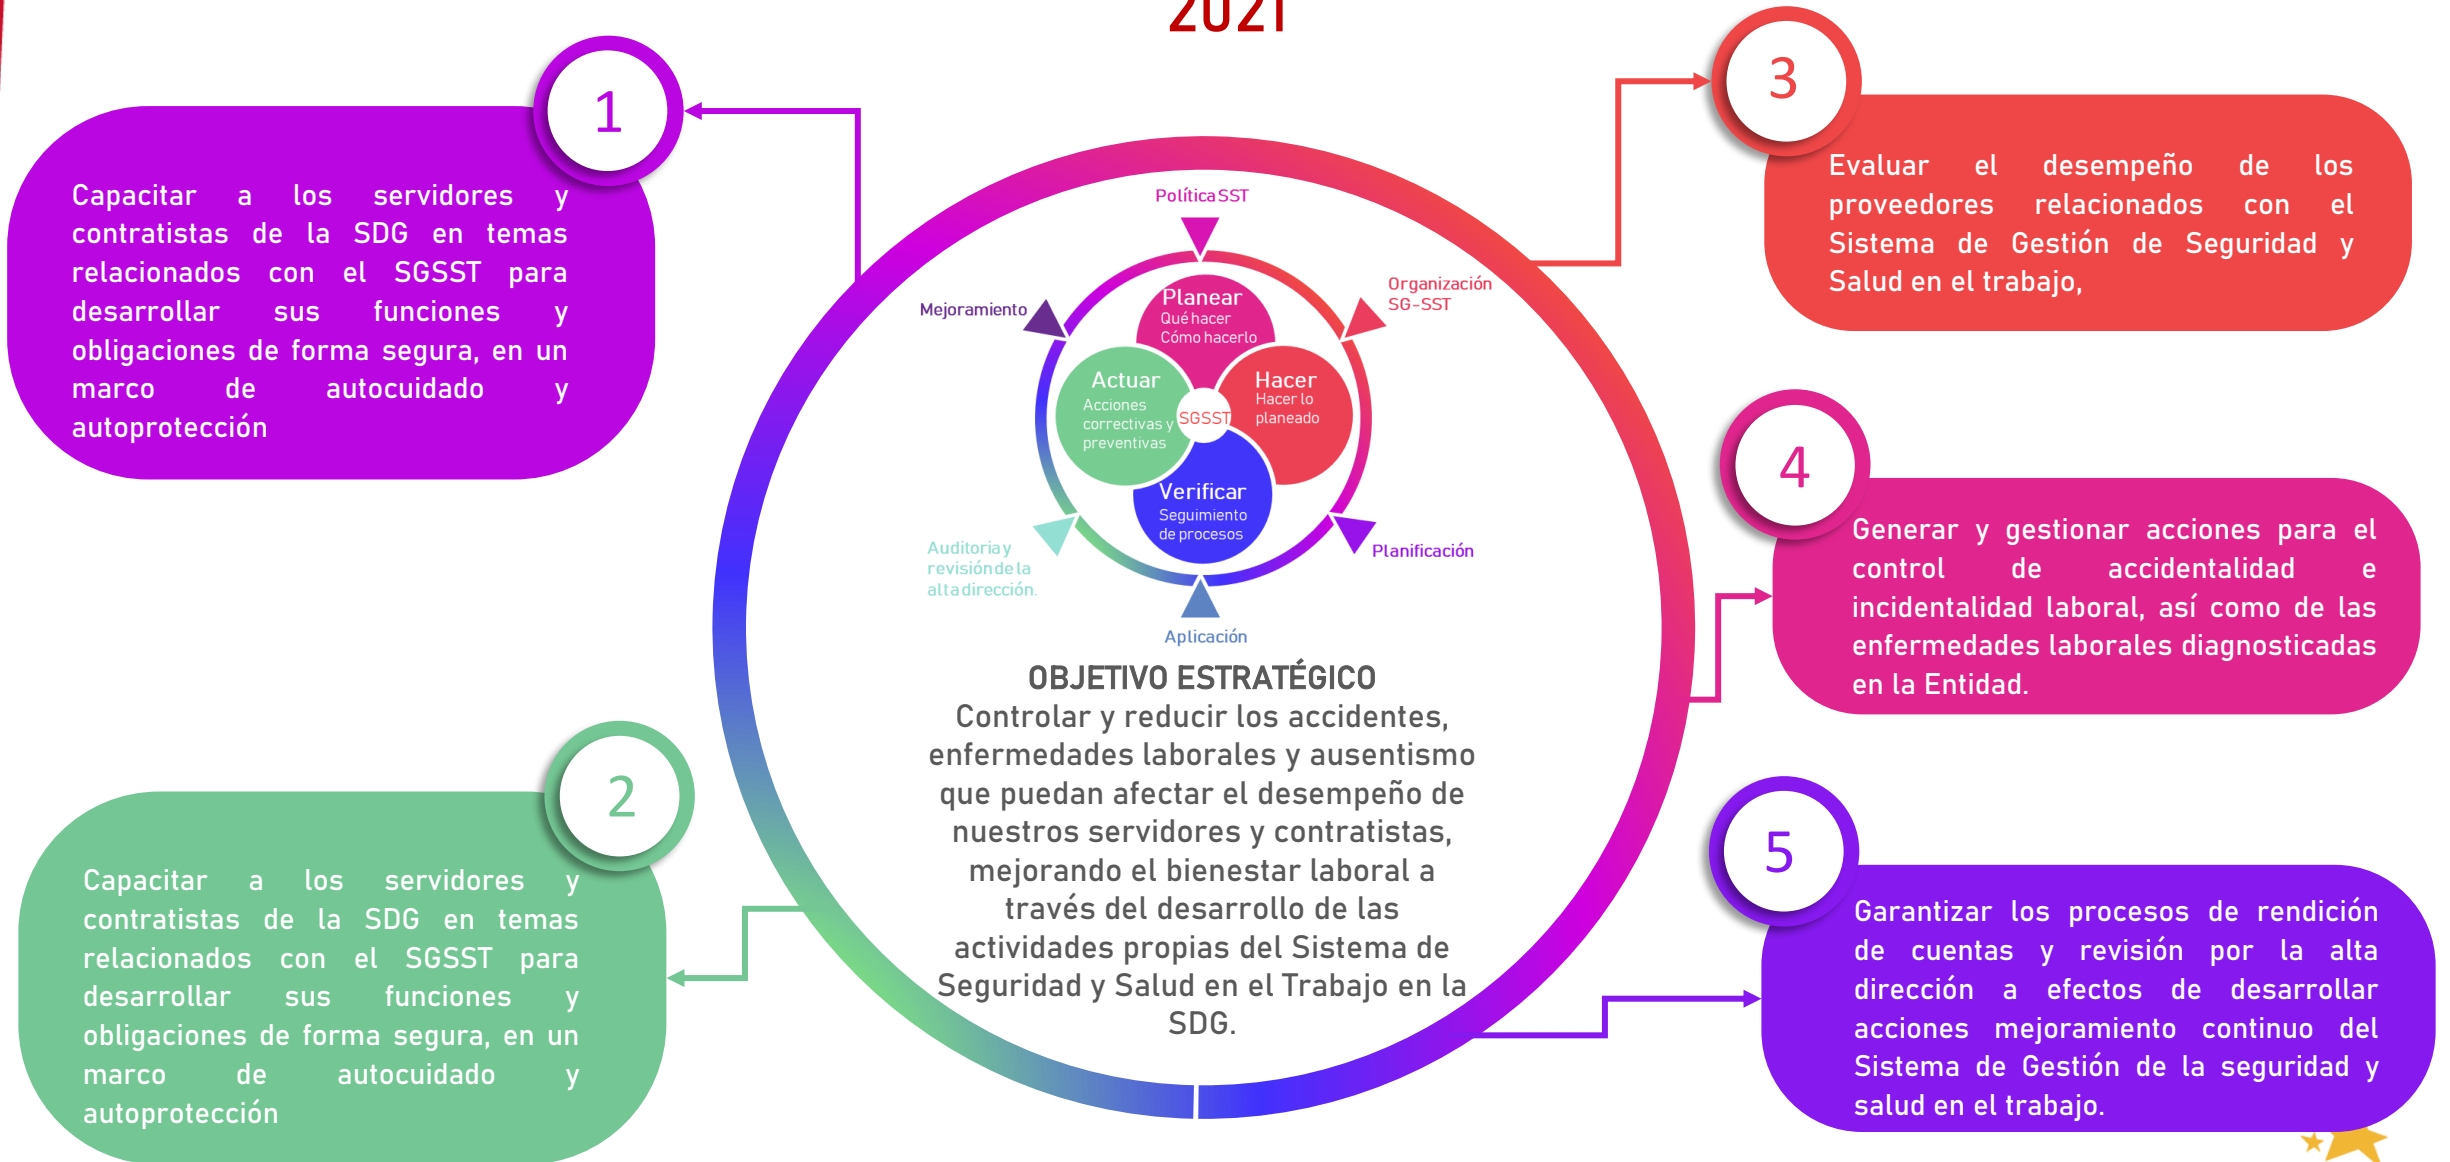 2021
1
Capacitar a los servidores y
contratistas de la SDG en temas
relacionados con el SGSST para
desarrollar sus funciones y
obligaciones de forma segura, en un
marco de autocuidado y
autoprotección
2
Capacitar a los servidores y
contratistas de la SDG en temas
relacionados con el SGSST para
desarrollar sus funciones y
obligaciones de forma segura, en un
marco de autocuidado y
autoprotección
Política SST
Organización
SG-SST
Mejoramiento
Planear
Qué hacer
Cómo hacerlo
Actuar
Acciones
correctivas y
preventivas
SGSST
Hacer
Hacer lo
planeado
Verificar
Seguimiento
de procesos
Auditoria y
revisión de la
alta dirección.
Planificación
Aplicación
OBJETIVO ESTRATÉGICO
Controlar y reducir los accidentes,
enfermedades laborales y ausentismo
que puedan afectar el desempeño de
nuestros servidores y contratistas,
mejorando el bienestar laboral a
través del desarrollo de las
actividades propias del Sistema de
Seguridad y Salud en el Trabajo en la
SDG.
3
Evaluar el desempeño de los
proveedores relacionados con el
Sistema de Gestión de Seguridad y
Salud en el trabajo,
4
Generar y gestionar acciones para el
control de accidentalidad e
incidentalidad laboral, así como de las
enfermedades laborales diagnosticadas
en la Entidad.
5
Garantizar los procesos de rendición
de cuentas y revisión por la alta
dirección a efectos de desarrollar
acciones mejoramiento continuo del
Sistema de Gestión de la seguridad y
salud en el trabajo.